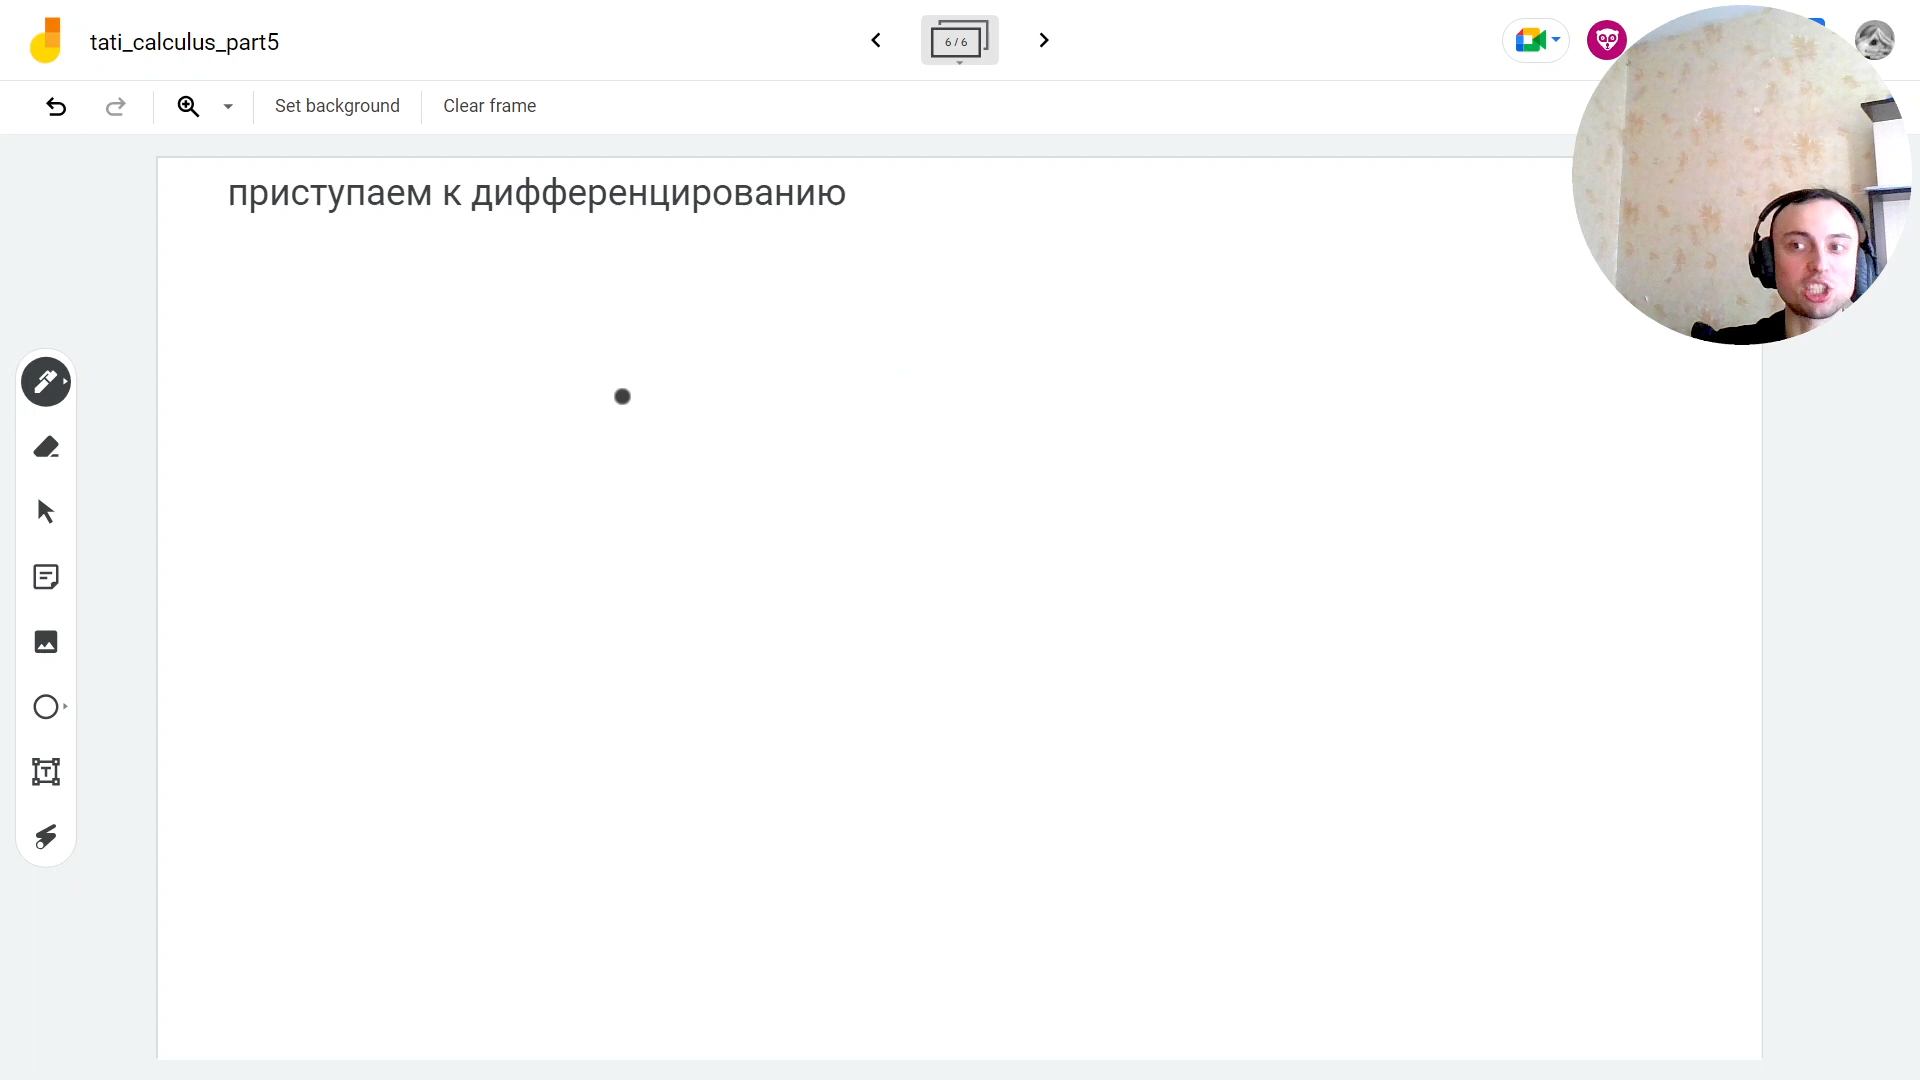 tati_calculus_part5
6 / 6
Set background
Clear frame
приступаем к дифференцированию